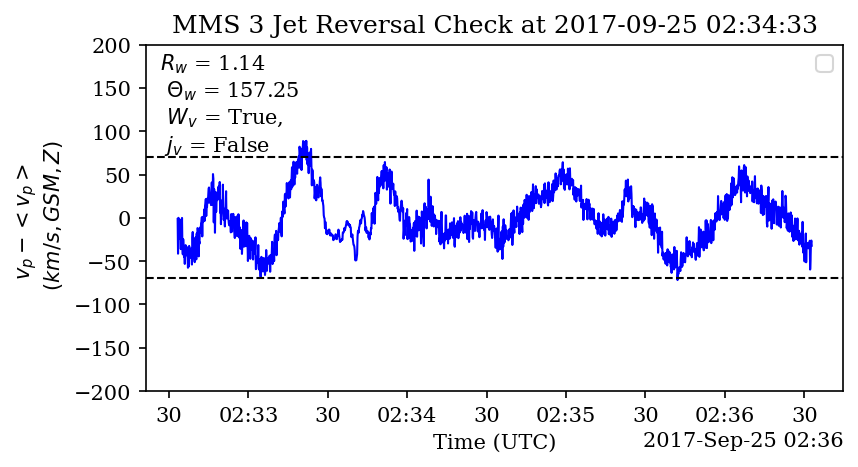 MMS 3 Jet Reversal Check at 2017-09-25 02:34:33
R_w = 1.14
Θ_w = 157.25
W_v = True,
j_v = False
v_p − < v_p >
(km/s, GSM, Z)
200
150
100
50
0
−50
−100
−150
−200
30 02:33 30 02:34 30 02:35 30 02:36 30
Time (UTC)
2017-Sep-25 02:36